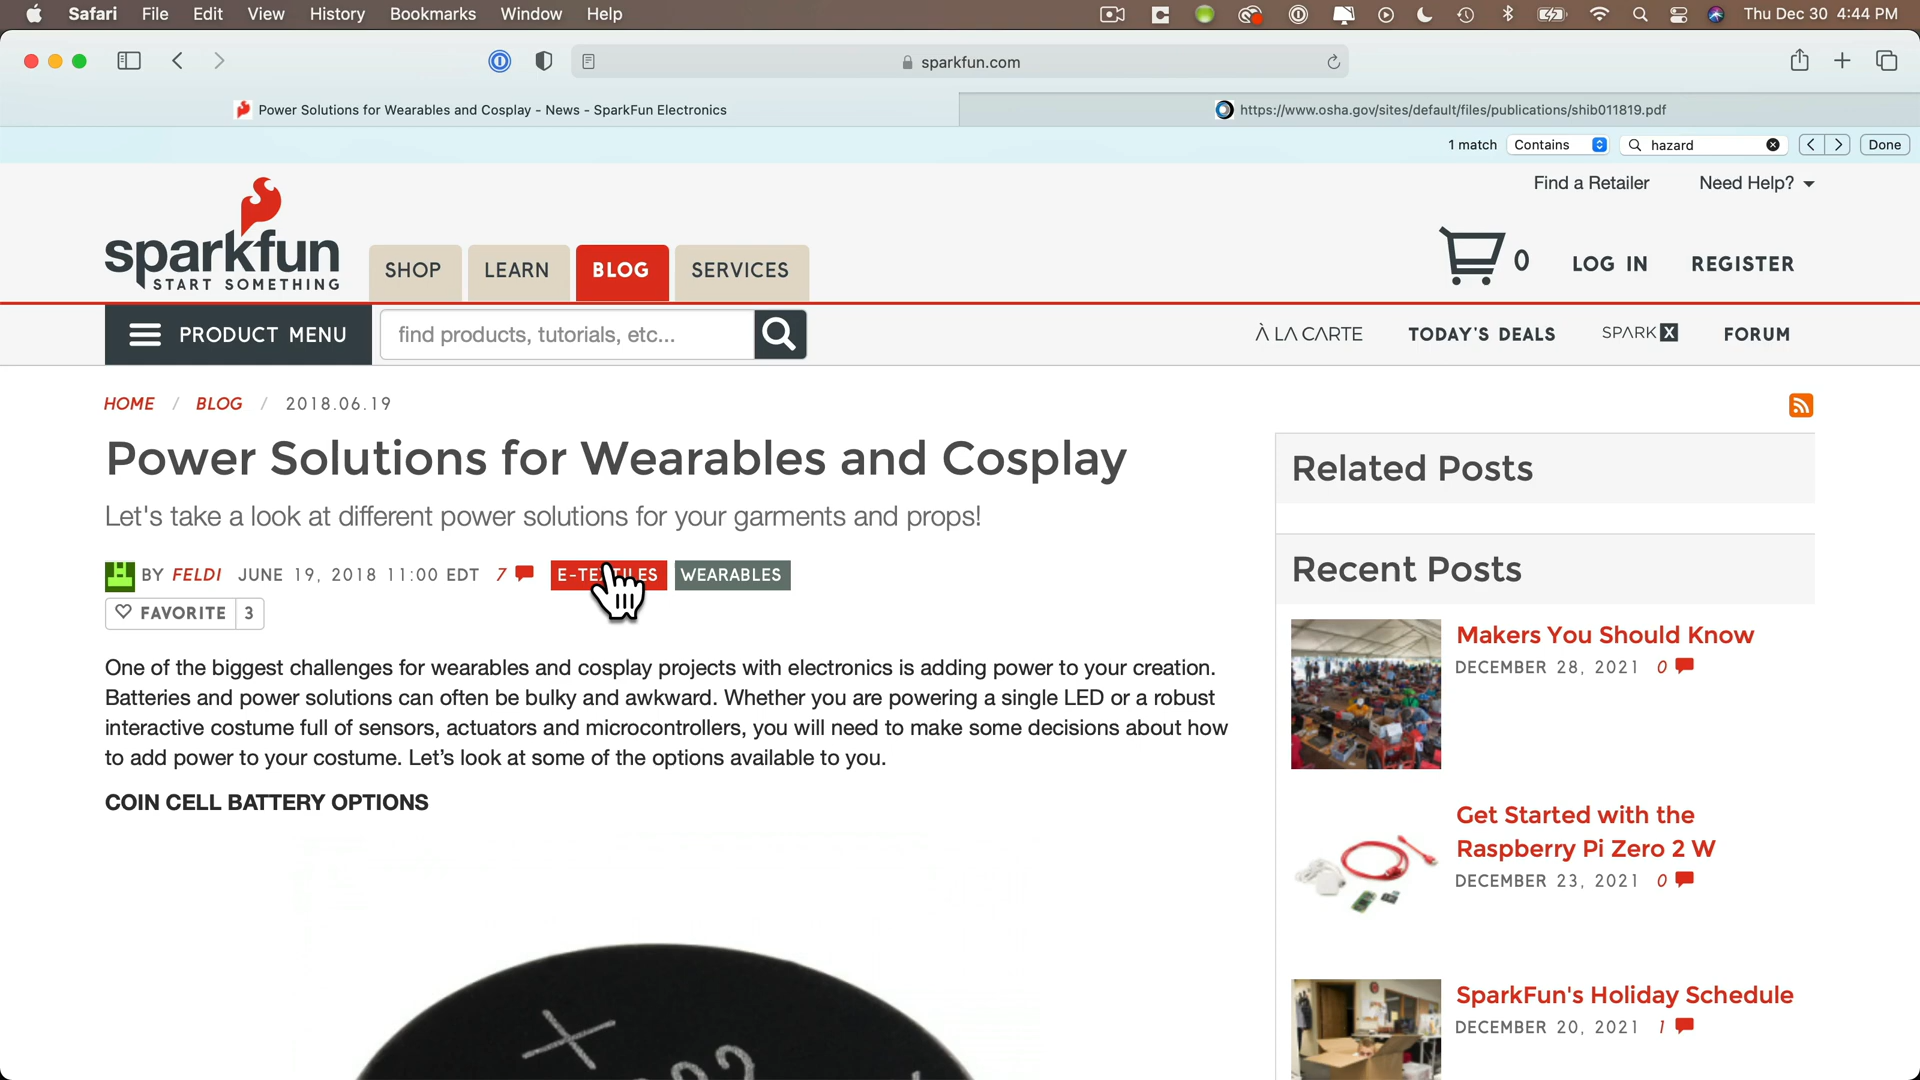 Safari File Edit View History Bookmarks Window Help Thu Dec 30 4:44 PM
sparkfun.com
Power Solutions for Wearables and Cosplay - News - SparkFun Electronics
https://www.osha.gov/sites/default/files/publications/shib011819.pdf
1 match Contains hazard Done
Find a Retailer Need Help?
sparkfun
START SOMETHING
SHOP LEARN BLOG SERVICES
0 LOG IN REGISTER
PRODUCT MENU find products, tutorials, etc... À LA CARTE TODAY'S DEALS SPARK X FORUM
HOME / BLOG / 2018.06.19
Power Solutions for Wearables and Cosplay
Let's take a look at different power solutions for your garments and props!
BY FELDI JUNE 19, 2018 11:00 EDT 7 E-TEXTILES WEARABLES
FAVORITE 3
One of the biggest challenges for wearables and cosplay projects with electronics is adding power to your creation.
Batteries and power solutions can often be bulky and awkward. Whether you are powering a single LED or a robust
interactive costume full of sensors, actuators and microcontrollers, you will need to make some decisions about how
to add power to your costume. Let's look at some of the options available to you.
COIN CELL BATTERY OPTIONS
+
Related Posts
Recent Posts
Makers You Should Know
DECEMBER 28, 2021 0
Get Started with the
Raspberry Pi Zero 2 W
DECEMBER 23, 2021 0
SparkFun's Holiday Schedule
DECEMBER 20, 2021 1